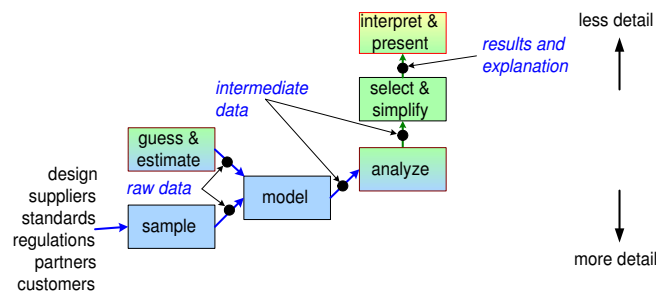 interpret &
present
less detail
results and
explanation
intermediate
data
select &
simplify
guess &
estimate
analyze
raw data
model
design
suppliers
standards
regulations
partners
customers
sample
more detail